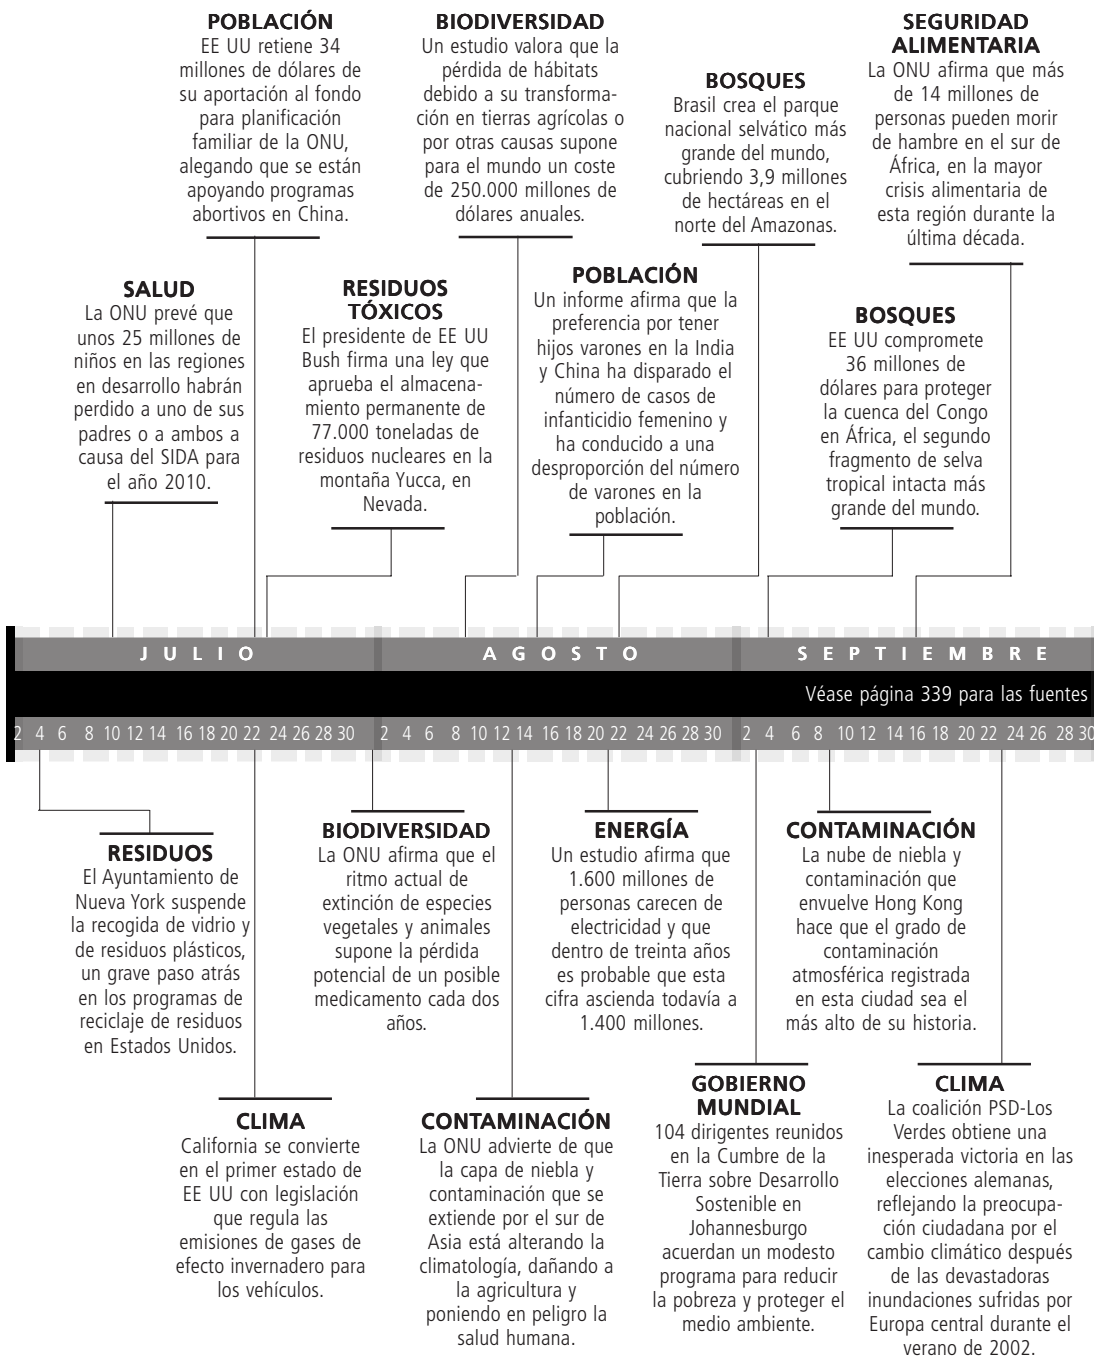 POBLACIÓN
EE UU retiene 34
millones de dólares de
su aportación al fondo
para planificación
familiar de la ONU,
alegando que se están
apoyando programas
abortivos en China.
BIODIVERSIDAD
Un estudio valora que la
pérdida de hábitats
debido a su transforma-
ción en tierras agrícolas o
por otras causas supone
para el mundo un coste
de 250.000 millones de
dólares anuales.
BOSQUES
Brasil crea el parque
nacional selvático más
grande del mundo,
cubriendo 3,9 millones
de hectáreas en el
norte del Amazonas.
SEGURIDAD
ALIMENTARIA
La ONU afirma que más
de 14 millones de
personas pueden morir
de hambre en el sur de
África, en la mayor
crisis alimentaria de
esta región durante la
última década.
SALUD
La ONU prevé que
unos 25 millones de
niños en las regiones
en desarrollo habrán
perdido a uno de sus
padres o a ambos a
causa del SIDA para
el año 2010.
RESIDUOS
TÓXICOS
El presidente de EE UU
Bush firma una ley que
aprueba el almacena-
miento permanente de
77.000 toneladas de
residuos nucleares en la
montaña Yucca, en
Nevada.
POBLACIÓN
Un informe afirma que la
preferencia por tener
hijos varones en la India
y China ha disparado el
número de casos de
infanticidio femenino y
ha conducido a una
desproporción del número
de varones en la
población.
BOSQUES
EE UU compromete
36 millones de
dólares para proteger
la cuenca del Congo
en África, el segundo
fragmento de selva
tropical intacta más
grande del mundo.
JULIO AGOSTO SEPTIEMBRE
Véase página 339 para las fuentes
2 4 6 8 10 12 14 16 18 20 22 24 26 28 30 2 4 6 8 10 12 14 16 18 20 22 24 26 28 30 2 4 6 8 10 12 14 16 18 20 22 24 26 28 30
RESIDUOS
El Ayuntamiento de
Nueva York suspende
la recogida de vidrio y
de residuos plásticos,
un grave paso atrás
en los programas de
reciclaje de residuos
en Estados Unidos.
BIODIVERSIDAD
La ONU afirma que el
ritmo actual de
extinción de especies
vegetales y animales
supone la pérdida
potencial de un posible
medicamento cada dos
años.
ENERGÍA
Un estudio afirma que
1.600 millones de
personas carecen de
electricidad y que
dentro de treinta años
es probable que esta
cifra ascienda todavía a
1.400 millones.
CONTAMINACIÓN
La nube de niebla y
contaminación que
envuelve Hong Kong
hace que el grado de
contaminación
atmosférica registrada
en esta ciudad sea el
más alto de su historia.
CLIMA
California se convierte
en el primer estado de
EE UU con legislación
que regula las
emisiones de gases de
efecto invernadero para
los vehículos.
CONTAMINACIÓN
La ONU advierte de que
la capa de niebla y
contaminación que se
extiende por el sur de
Asia está alterando la
climatología, dañando a
la agricultura y
poniendo en peligro la
salud humana.
GOBIERNO
MUNDIAL
104 dirigentes reunidos
en la Cumbre de la
Tierra sobre Desarrollo
Sostenible en
Johannesburgo
acuerdan un modesto
programa para reducir
la pobreza y proteger el
medio ambiente.
CLIMA
La coalición PSD-Los
Verdes obtiene una
inesperada victoria en las
elecciones alemanas,
reflejando la preocupa-
ción ciudadana por el
cambio climático después
de las devastadoras
inundaciones sufridas por
Europa central durante el
verano de 2002.